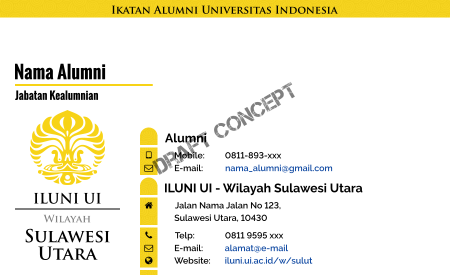 Ikatan Alumni Universitas Indonesia
Nama Alumni
Jabatan Kealumnian
DRAFT CONCEPT
Alumni
Mobile: 0811-893-xxx
E-mail: nama_alumni@gmail.com
ILUNI UI - Wilayah Sulawesi Utara
Jalan Nama Jalan No 123,
Sulawesi Utara, 10430
Telp: 0811 9595 xxx
E-mail: alamat@e-mail
Website: iluni.ui.ac.id/w/sulut
ILUNI UI
Wilayah
Sulawesi
Utara